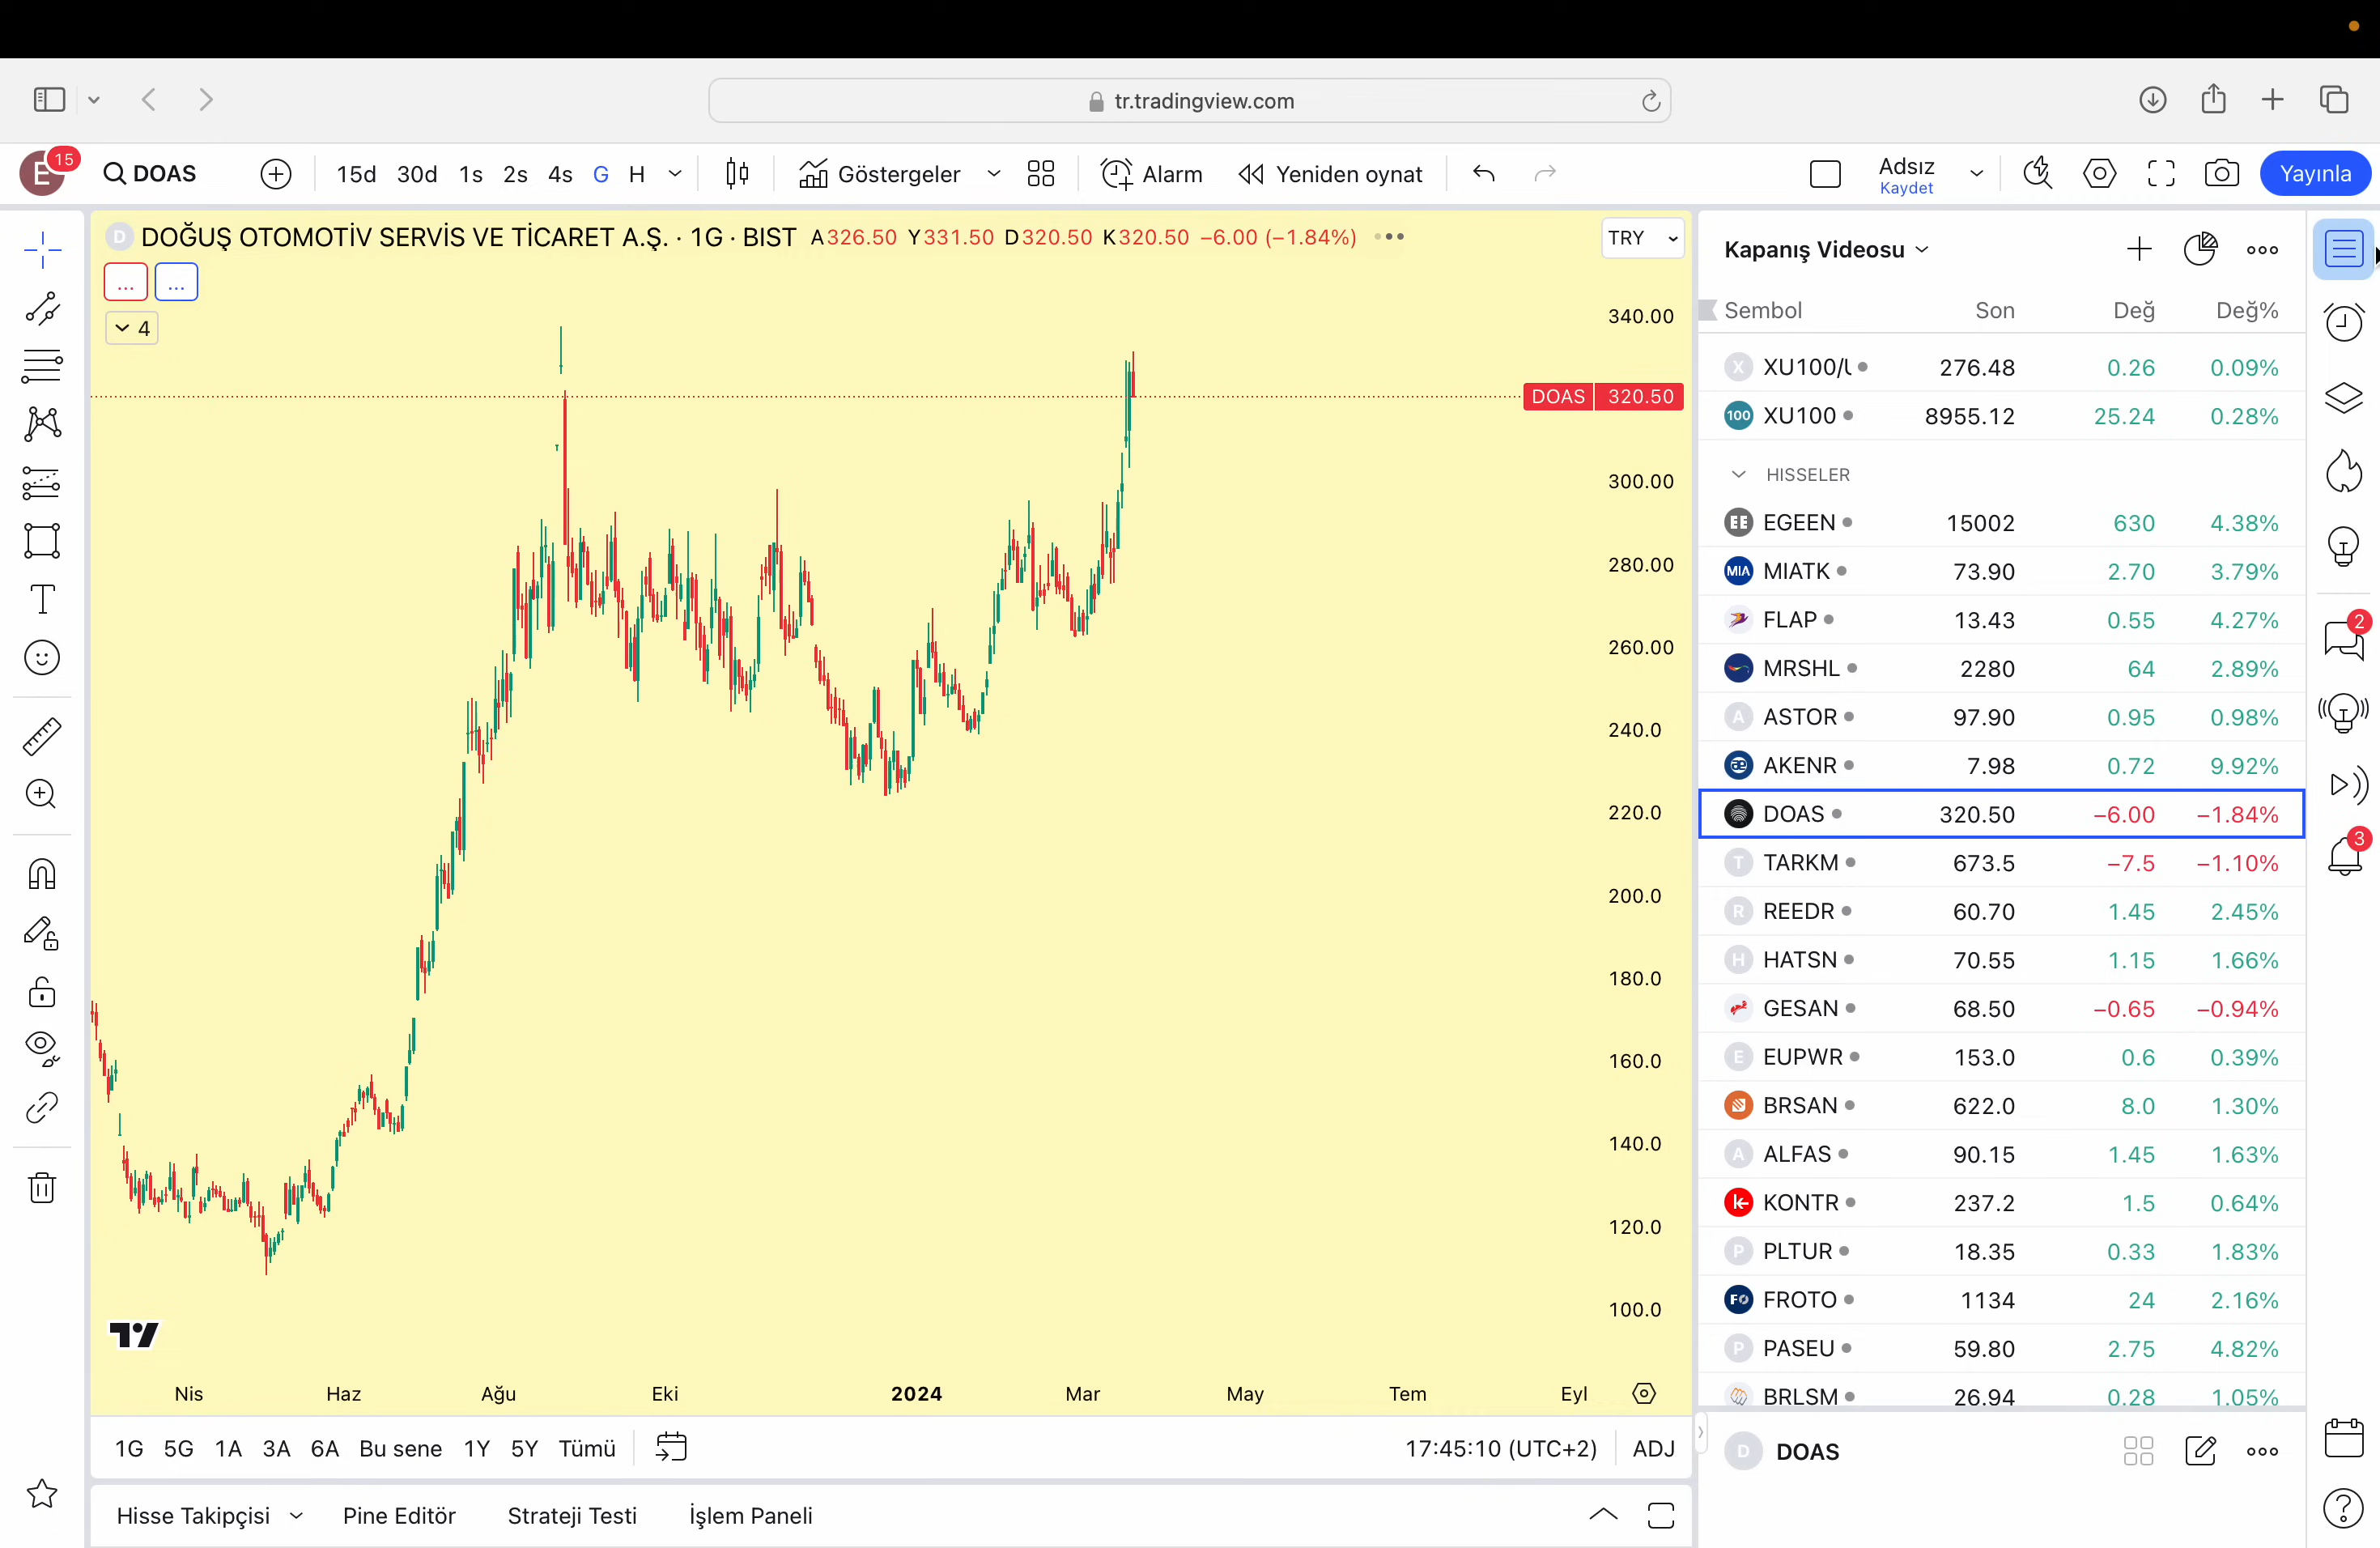 tr.tradingview.com
E 15 DOAS 15d 30d 1s 2s 4s G H Göstergeler Alarm Yeniden oynat Adsız Kaydet Yayınla
D DOĞUŞ OTOMOTİV SERVİS VE TİCARET A.Ş. · 1G · BIST A326.50 Y331.50 D320.50 K320.50 −6.00 (−1.84%) TRY
... ...
4
340.00
DOAS 320.50
300.00
280.00
260.00
240.0
220.0
200.0
180.0
160.0
140.0
120.0
100.0
Nis Haz Ağu Eki 2024 Mar May Tem Eyl
1G 5G 1A 3A 6A Bu sene 1Y 5Y Tümü 17:45:10 (UTC+2) ADJ
Hisse Takipçisi Pine Editör Strateji Testi İşlem Paneli
Kapanış Videosu
Sembol Son Değ Değ%
X XU100/ 276.48 0.26 0.09%
100 XU100 8955.12 25.24 0.28%
HISSELER
EE EGEEN 15002 630 4.38%
MIA MIATK 73.90 2.70 3.79%
FLAP 13.43 0.55 4.27%
MRSHL 2280 64 2.89%
A ASTOR 97.90 0.95 0.98%
æ AKENR 7.98 0.72 9.92%
DOAS 320.50 −6.00 −1.84%
T TARKM 673.5 −7.5 −1.10%
R REEDR 60.70 1.45 2.45%
H HATSN 70.55 1.15 1.66%
GESAN 68.50 −0.65 −0.94%
E EUPWR 153.0 0.6 0.39%
BRSAN 622.0 8.0 1.30%
A ALFAS 90.15 1.45 1.63%
k KONTR 237.2 1.5 0.64%
P PLTUR 18.35 0.33 1.83%
FO FROTO 1134 24 2.16%
P PASEU 59.80 2.75 4.82%
BRLSM 26.94 0.28 1.05%
D DOAS
2
3